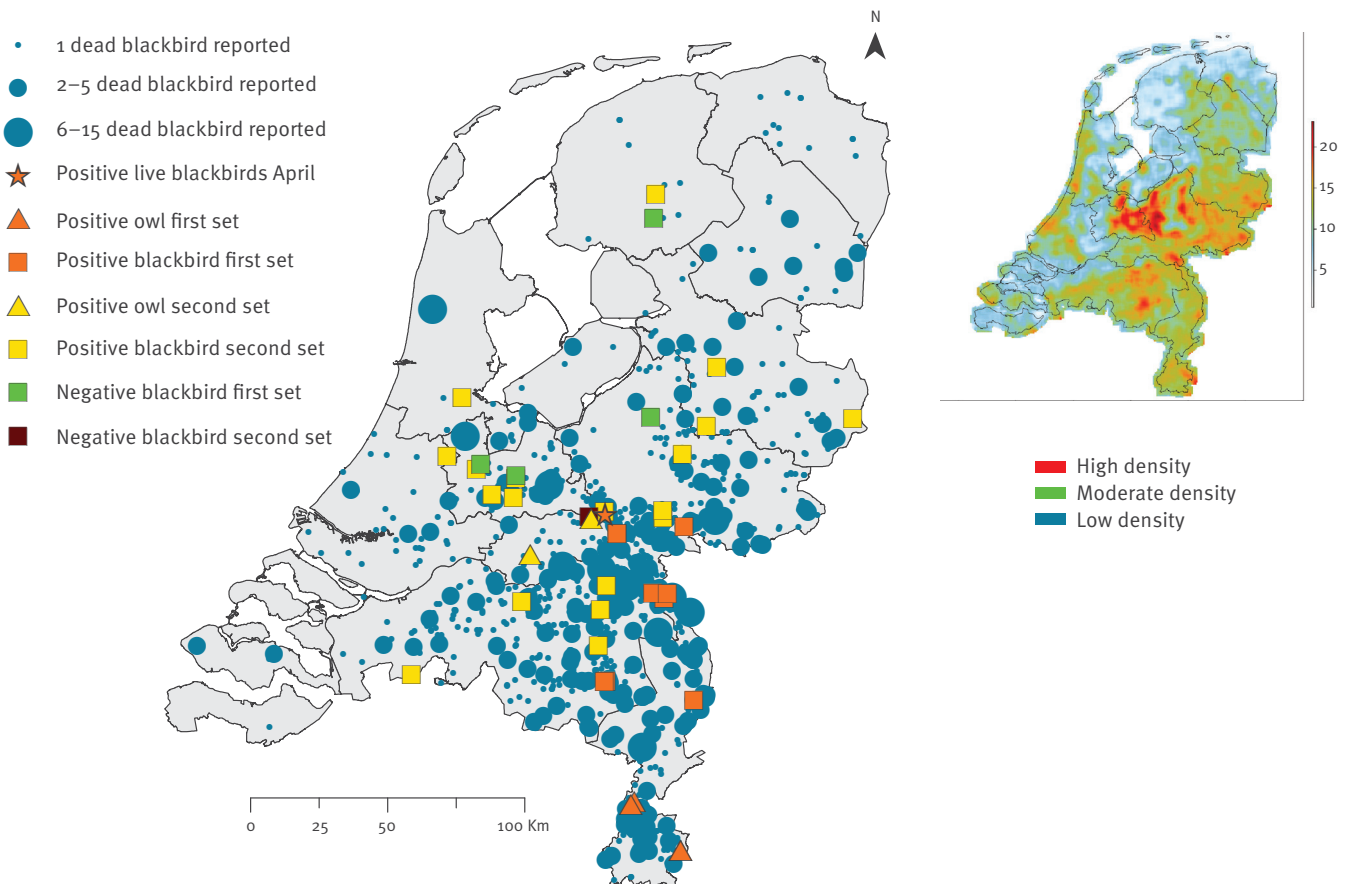 1 dead blackbird reported
2–5 dead blackbird reported
6–15 dead blackbird reported
Positive live blackbirds April
Positive owl first set
Positive blackbird first set
Positive owl second set
Positive blackbird second set
Negative blackbird first set
Negative blackbird second set
N
0 25 50 100 Km
20
15
10
5
High density
Moderate density
Low density